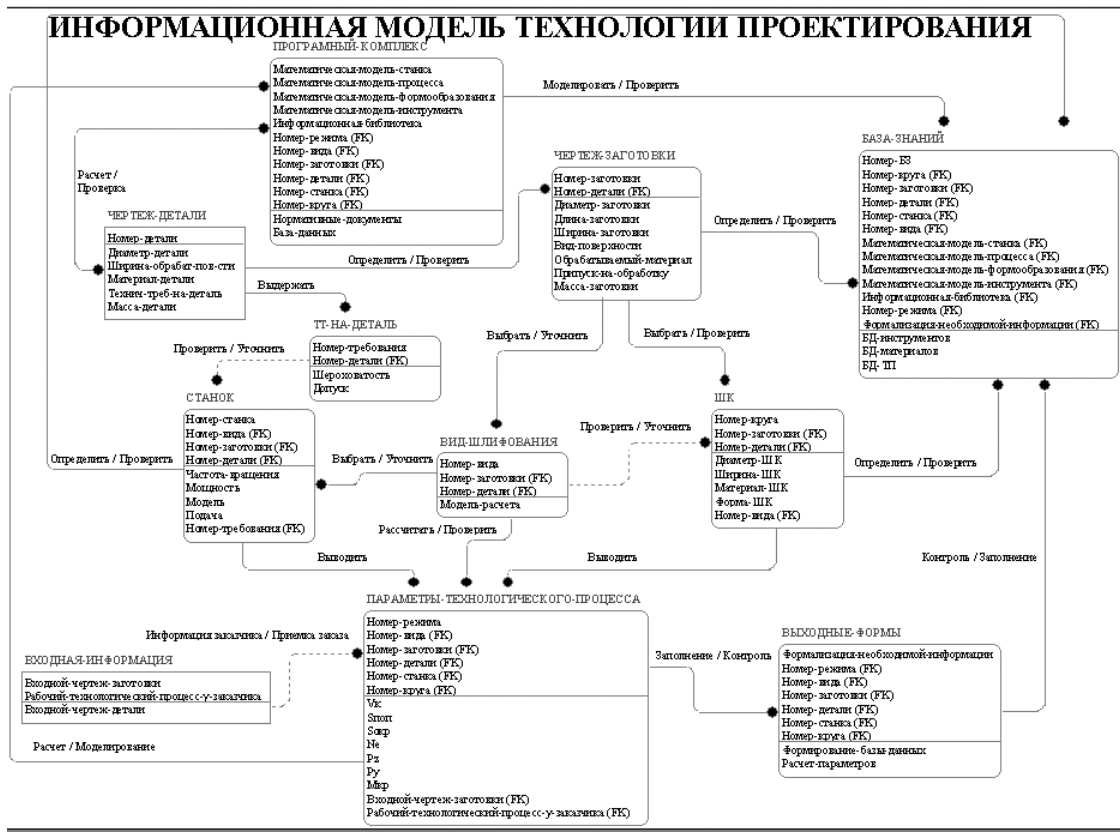 ИНФОРМАЦИОННАЯ МОДЕЛЬ ТЕХНОЛОГИИ ПРОЕКТИРОВАНИЯ
ПРОГРАМНЫЙ-КОМПЛЕКС
Математическая-модель-станка
Математическая-модель-процесса
Математическая-модель-формообразования
Математическая-модель-инструмента
Информационная-библиотека
Номер-режима (FK)
Номер-вида (FK)
Номер-заготовки (FK)
Номер-детали (FK)
Номер-станка (FK)
Номер-круга (FK)
Нормативные-документы
База-данных
Моделировать / Проверить
БАЗА-ЗНАНИЙ
Номер-БЗ
Номер-круга (FK)
Номер-заготовки (FK)
Номер-детали (FK)
Номер-станка (FK)
Номер-вида (FK)
Математическая-модель-станка (FK)
Математическая-модель-процесса (FK)
Математическая-модель-формообразования (FK)
Математическая-модель-инструмента (FK)
Информационная-библиотека (FK)
Номер-режима (FK)
Формализация-необходимой-информации (FK)
БД-инструментов
БД-материалов
БД- ТП
ЧЕРТЕЖ-ЗАГОТОВКИ
Номер-заготовки
Номер-детали (FK)
Диаметр-заготовки
Длина-заготовки
Ширина-заготовки
Вид-поверхности
Обрабатываемый-материал
Припуск-на-обработку
Масса-заготовки
Определить / Проверить
Расчет /
Проверка
ЧЕРТЕЖ-ДЕТАЛИ
Номер-детали
Диаметр-детали
Ширина-обрабат-пов-сти
Материал-детали
Технич-треб-на-деталь
Масса-детали
Определить / Проверить
Выдержать
ТТ-НА-ДЕТАЛЬ
Номер-требования
Номер-детали (FK)
Шероховатость
Допуск
Проверить / Уточнить
Выбрать / Уточнить
Выбрать / Проверить
СТАНОК
Номер-станка
Номер-вида (FK)
Номер-заготовки (FK)
Номер-детали (FK)
Частота-вращения
Мощность
Модель
Подача
Номер-требования (FK)
Определить / Проверить
Выбрать / Уточнить
ВИД-ШЛИФОВАНИЯ
Номер-вида
Номер-заготовки (FK)
Номер-детали (FK)
Модель-расчета
Проверить / Уточнить
ШК
Номер-круга
Номер-заготовки (FK)
Номер-детали (FK)
Диаметр-ШК
Ширина-ШК
Материал-ШК
Форма-ШК
Номер-вида (FK)
Определить / Проверить
Рассчитать / Проверить
Выводить
Выводить
Контроль / Заполнение
ПАРАМЕТРЫ-ТЕХНОЛОГИЧЕСКОГО-ПРОЦЕССА
Номер-режима
Номер-вида (FK)
Номер-заготовки (FK)
Номер-детали (FK)
Номер-станка (FK)
Номер-круга (FK)
Vк
Sпоп
Sокр
Ne
Pz
Py
Мкр
Входной-чертеж-заготовки (FK)
Рабочий-технологический-процесс-у-заказчика (FK)
Информация заказчика / Приемка заказа
ВХОДНАЯ-ИНФОРМАЦИЯ
Входной-чертеж-заготовки
Рабочий-технологический-процесс-у-заказчика
Входной-чертеж-детали
Расчет / Моделирование
Заполнение / Контроль
ВЫХОДНЫЕ-ФОРМЫ
Формализация-необходимой-информации
Номер-режима (FK)
Номер-вида (FK)
Номер-заготовки (FK)
Номер-детали (FK)
Номер-станка (FK)
Номер-круга (FK)
Формирование-базы-данных
Расчет-параметров